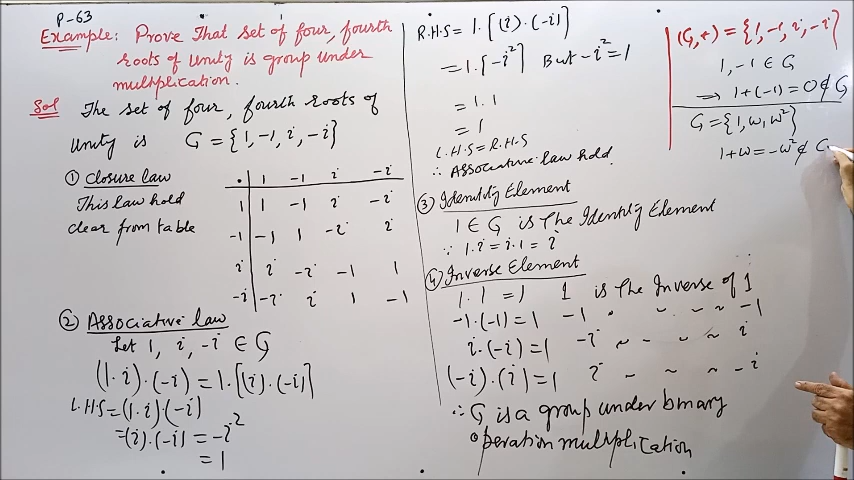 P-63
Example: Prove That set of four, fourth
roots of Unity is group under
multiplication.
Sol The set of four, fourth roots of
Unity is G = {1, -1, i, -i}
① Closure law
This law hold
clear from table
· 1 -1 i -i
1 1 -1 i -i
-1 -1 1 -i i
i i -i -1 1
-i -i i 1 -1
② Associative law
Let 1, i, -i ∈ G
(1·i)·(-i) = 1·[(i)·(-i)]
L.H.S = (1·i)·(-i)
= (i)·(-i) = -i²
= 1
R.H.S = 1·[(i)·(-i)]
= 1·[-i²] But -i² = 1
= 1·1
= 1
L.H.S = R.H.S
∴ Associative law hold.
③ Identity Element
1 ∈ G is The Identity Element
∵ 1·i = i·1 = i
④ Inverse Element
1·1 = 1 1 is The Inverse of 1
-1·(-1) = 1 -1 " " " " -1
i·(-i) = 1 -i ~ ~ ~ ~ i
(-i)·(i) = 1 i ~ ~ ~ ~ -i
∴ G is a group under binary
operation multiplication
(G, +) = {1, -1, i, -i}
1, -1 ∈ G
⇒ 1+(-1) = 0 ∉ G
G = {1, w, w²}
1+w = -w² ∉ G